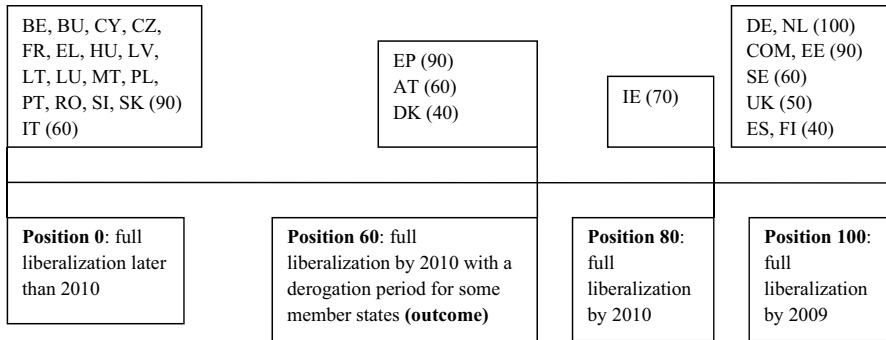 BE, BU, CY, CZ,
FR, EL, HU, LV,
LT, LU, MT, PL,
PT, RO, SI, SK (90)
IT (60)
EP (90)
AT (60)
DK (40)
IE (70)
DE, NL (100)
COM, EE (90)
SE (60)
UK (50)
ES, FI (40)
Position 0: full
liberalization later
than 2010
Position 60: full
liberalization by 2010 with a
derogation period for some
member states (outcome)
Position 80:
full
liberalization
by 2010
Position 100:
full
liberalization
by 2009